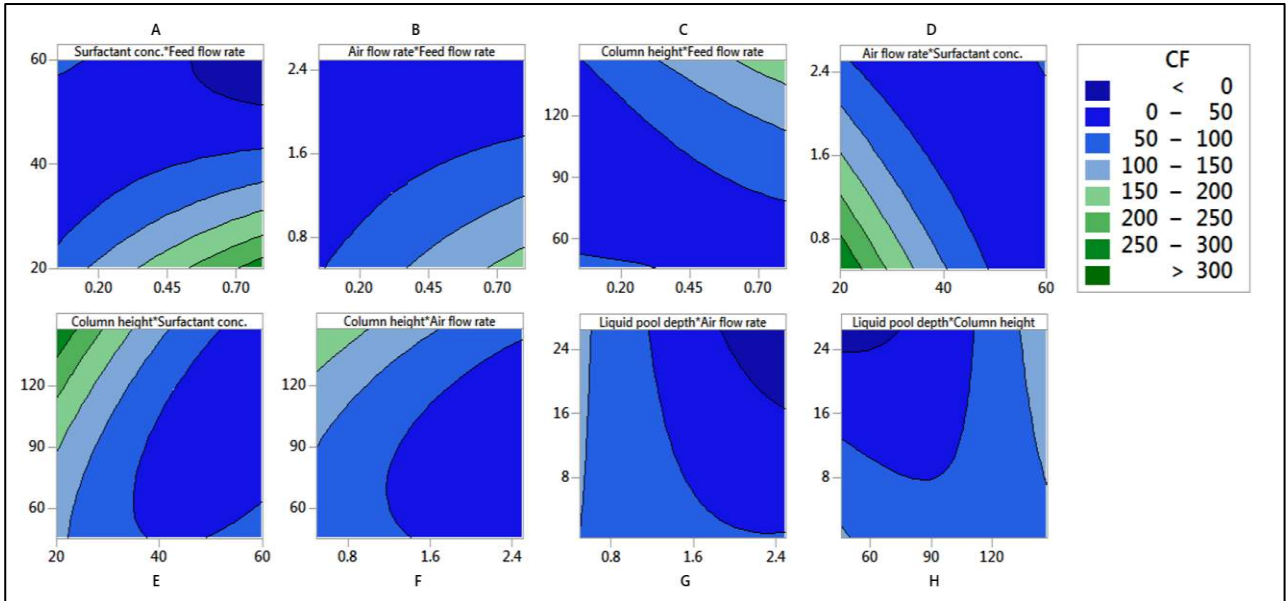 A B C D
Surfactant conc.*Feed flow rate Air flow rate*Feed flow rate Column height*Feed flow rate Air flow rate*Surfactant conc.
60 2.4 120 2.4
40 1.6 90 1.6
20 0.8 60 0.8
0.20 0.45 0.70 0.20 0.45 0.70 0.20 0.45 0.70 20 40 60
CF
< 0
0 – 50
50 – 100
100 – 150
150 – 200
200 – 250
250 – 300
> 300
Column height*Surfactant conc. Column height*Air flow rate Liquid pool depth*Air flow rate Liquid pool depth*Column height
120 120 24 24
90 90 16 16
60 60 8 8
20 40 60 0.8 1.6 2.4 0.8 1.6 2.4 60 90 120
E F G H